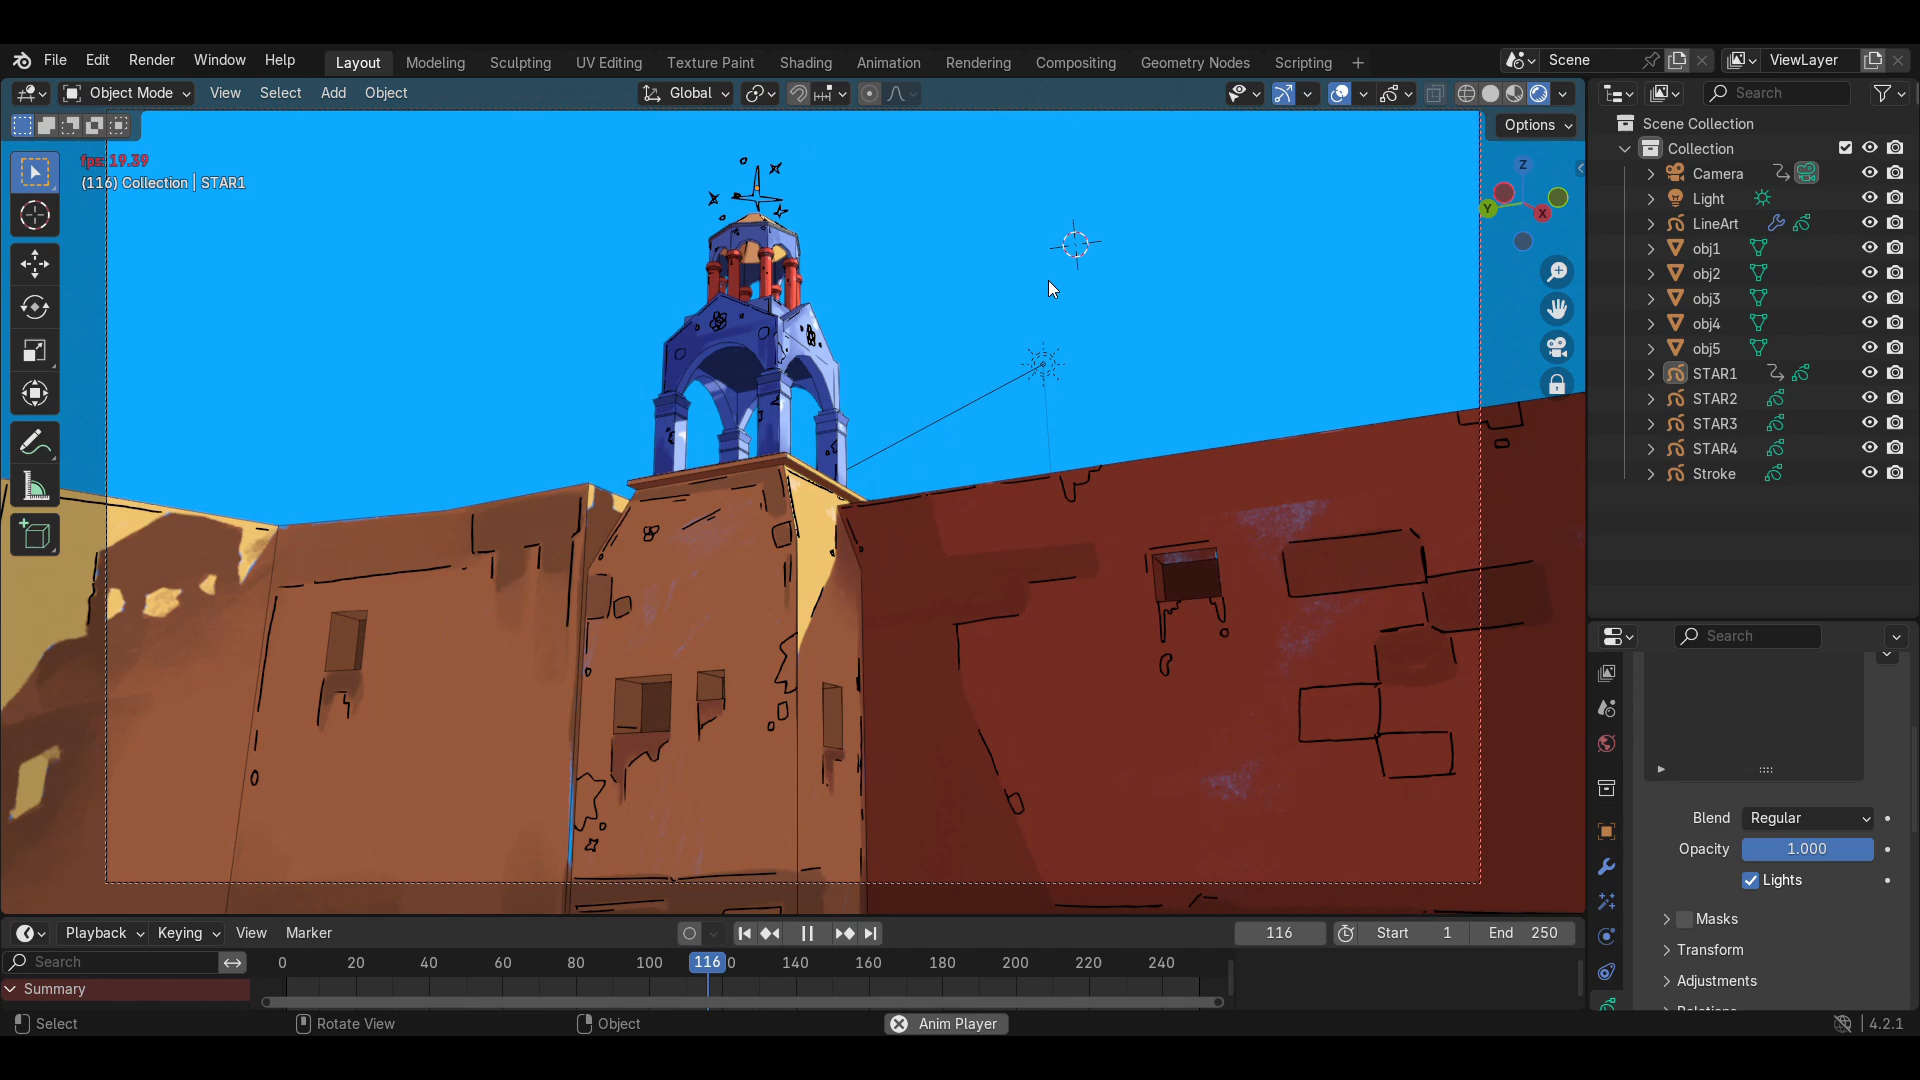 File Edit Render Window Help Layout Modeling Sculpting UV Editing Texture Paint Shading Animation Rendering Compositing Geometry Nodes Scripting + Scene ViewLayer
Object Mode View Select Add Object Global Search
Options
fps: 19.39
(116) Collection | STAR1
Z
Y
X
Scene Collection
Collection
Camera
Light
LineArt
obj1
obj2
obj3
obj4
obj5
STAR1
STAR2
STAR3
STAR4
Stroke
Search
Blend Regular
Opacity 1.000
Lights
Masks
Transform
Adjustments
Playback Keying View Marker 116 Start 1 End 250
Search 0 20 40 60 80 100 116 0 140 160 180 200 220 240
Summary
Select Rotate View Object Anim Player 4.2.1